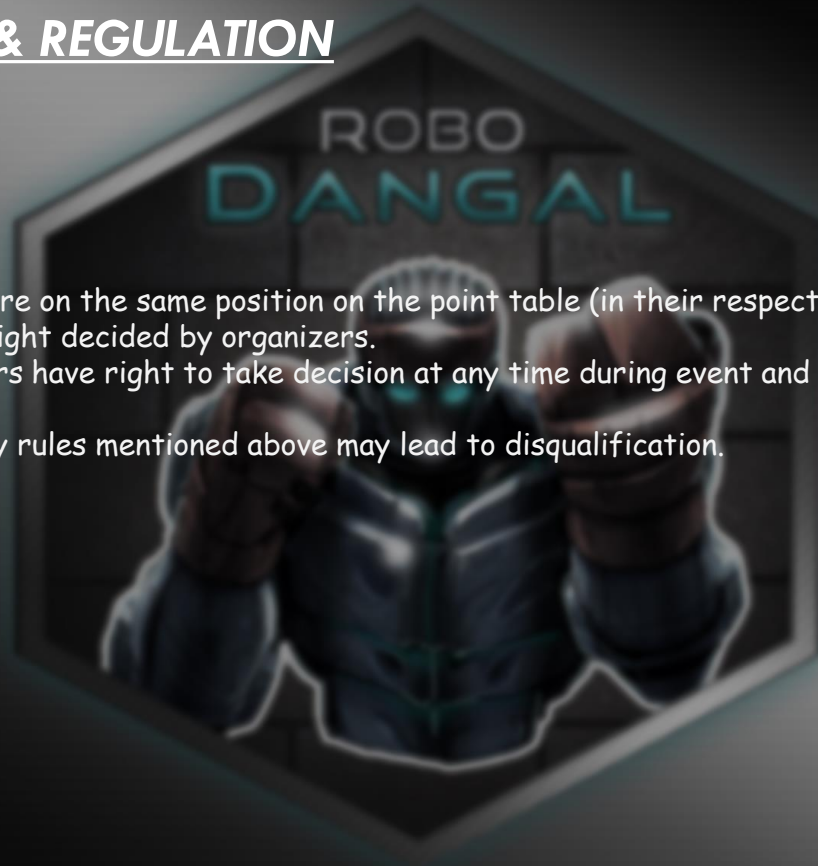 & REGULATION
ROBO
DANGAL
re on the same position on the point table (in their respect
ight decided by organizers.
rs have right to take decision at any time during event and
y rules mentioned above may lead to disqualification.